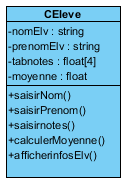 CEleve
-nomElv : string
-prenomElv : string
-tabnotes : float[4]
-moyenne : float
+saisirNom()
+saisirPrenom()
+saisirnotes()
+calculerMoyenne()
+afficherinfosElv()